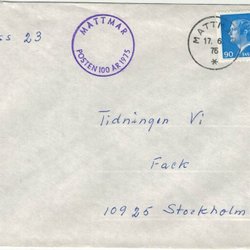 ss 23
MATTMAR
POSTEN 100 ÅR 1975
MATTM
17. 6
75
90
Tidningen Vi
Fack
10925 Stockholm